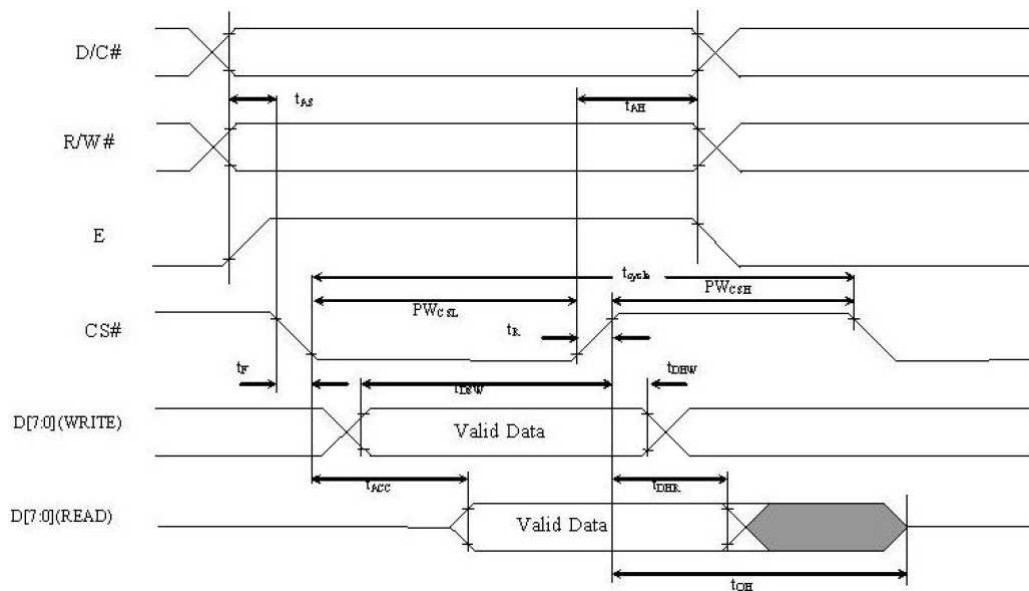 D/C#
tAS
tAH
R/W#
E
tcycle
PWCSL
PWCSH
CS#
tR
tF
tDSW
tDHW
D[7:0](WRITE)
Valid Data
tACC
tDHR
D[7:0](READ)
Valid Data
tOH